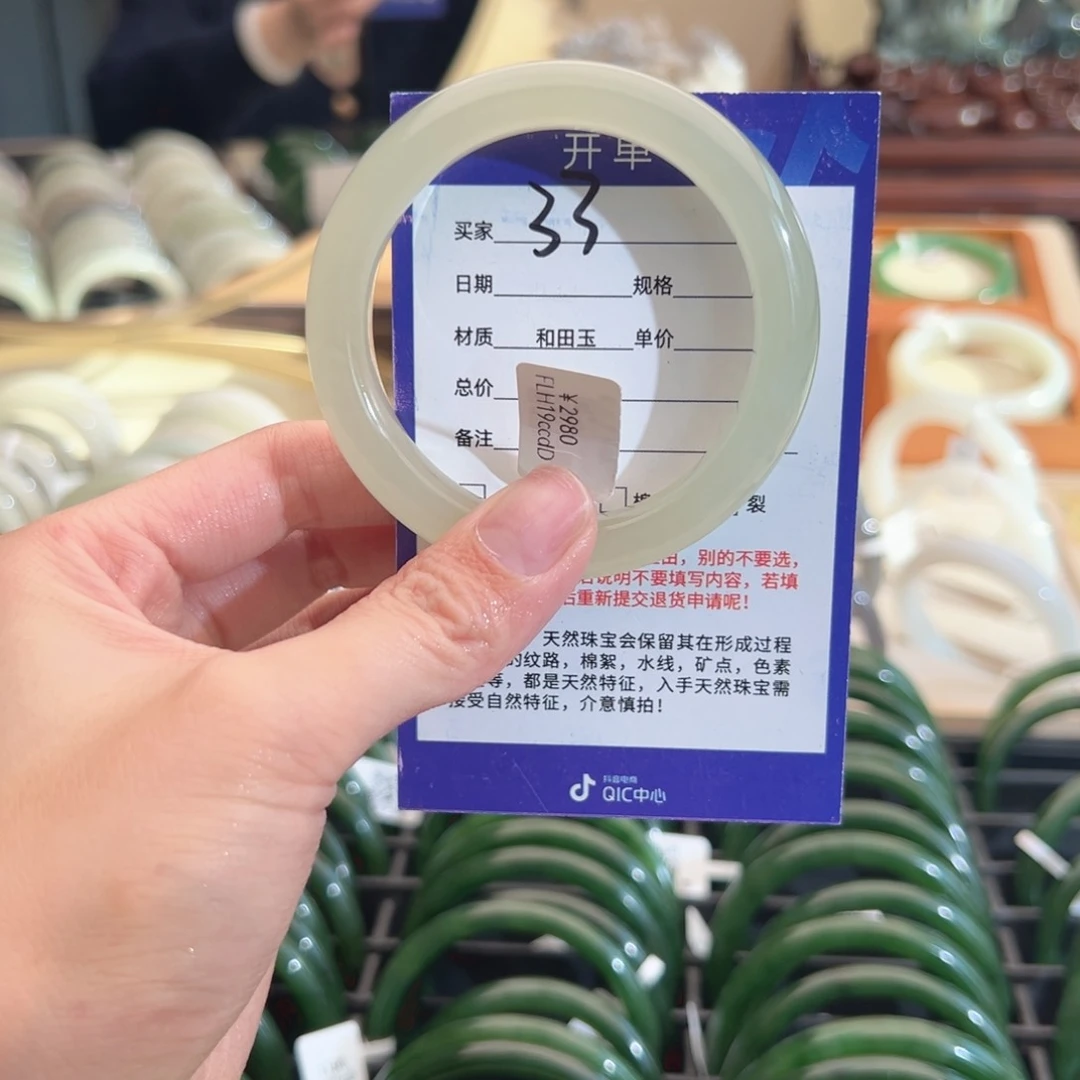 开单
买家 33
日期 规格
材质 和田玉 单价
总价
¥2980
FLH19ccdD
备注
裂
由，别的不要选，
说明不要填写内容，若填
后重新提交退货申请呢！
天然珠宝会保留其在形成过程
的纹路，棉絮，水线，矿点，色素
等，都是天然特征，入手天然珠宝需
接受自然特征，介意慎拍！
抖音电商
QIC中心